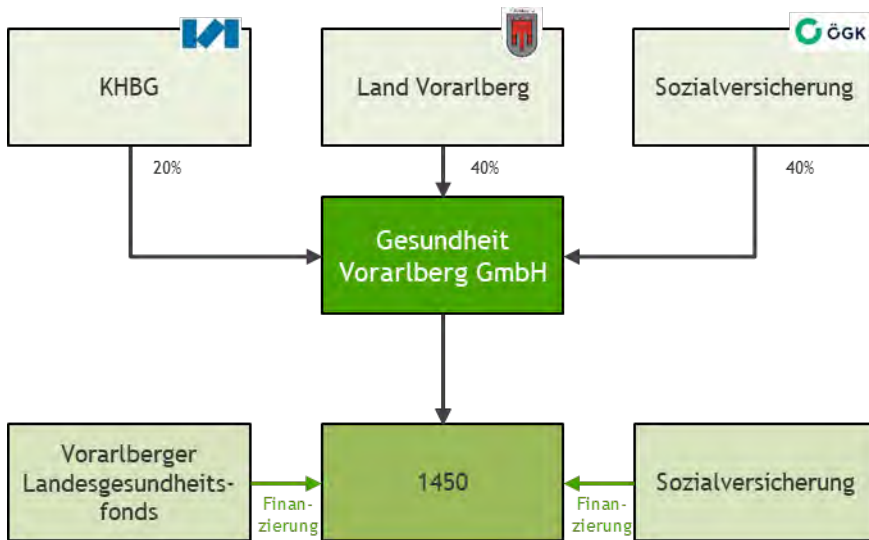 KHBG
Land Vorarlberg
ÖGK
Sozialversicherung
20%
40%
40%
Gesundheit
Vorarlberg GmbH
Vorarlberger
Landesgesundheits-
fonds
Finan-
zierung
1450
Finan-
zierung
Sozialversicherung